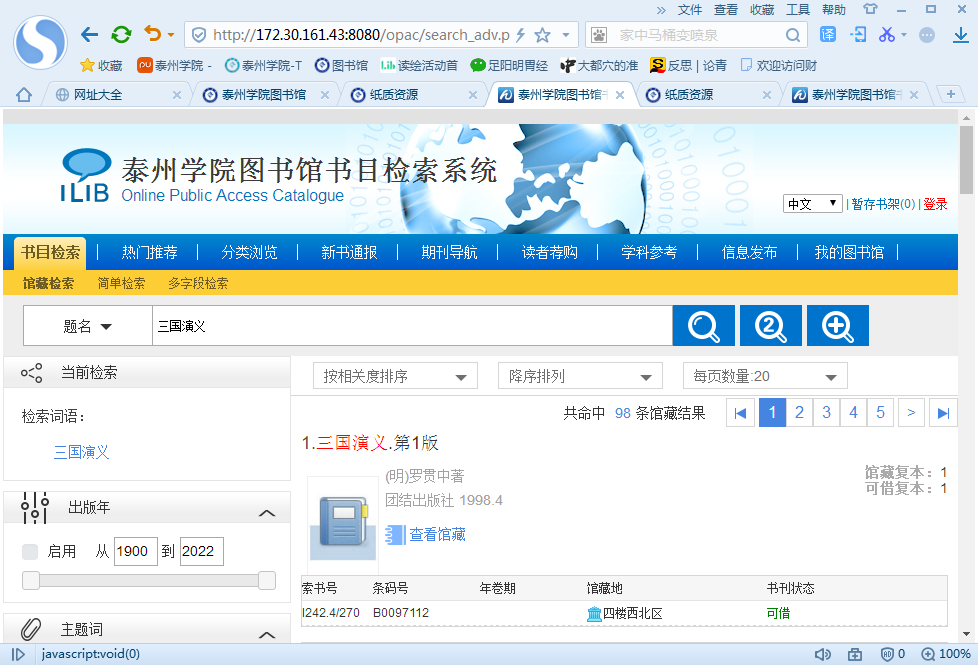 » 文件 查看 收藏 工具 帮助
http://172.30.161.43:8080/opac/search_adv.p 家中马桶变喷泉 译
收藏 泰州学院 - 泰州学院-T 图书馆 Lib 读绘活动首 足阳明胃经 大都穴的准 反思 | 论青 欢迎访问财
网址大全 泰州学院图书馆 纸质资源 泰州学院图书馆书 纸质资源 泰州学院图书馆书
泰州学院图书馆书目检索系统
ILIB Online Public Access Catalogue
中文 | 暂存书架(0) | 登录
书目检索 热门推荐 分类浏览 新书通报 期刊导航 读者荐购 学科参考 信息发布 我的图书馆
馆藏检索 简单检索 多字段检索
题名 三国演义 2
当前检索
检索词语：
三国演义
出版年
启用 从 1900 到 2022
主题词
按相关度排序 降序排列 每页数量:20
共命中 98 条馆藏结果 1 2 3 4 5 >
1.三国演义.第1版
(明)罗贯中著
团结出版社 1998.4
查看馆藏
馆藏复本：1
可借复本：1
索书号 条码号 年卷期 馆藏地 书刊状态
I242.4/270 B0097112 四楼西北区 可借
javascript:void(0) 0 100%